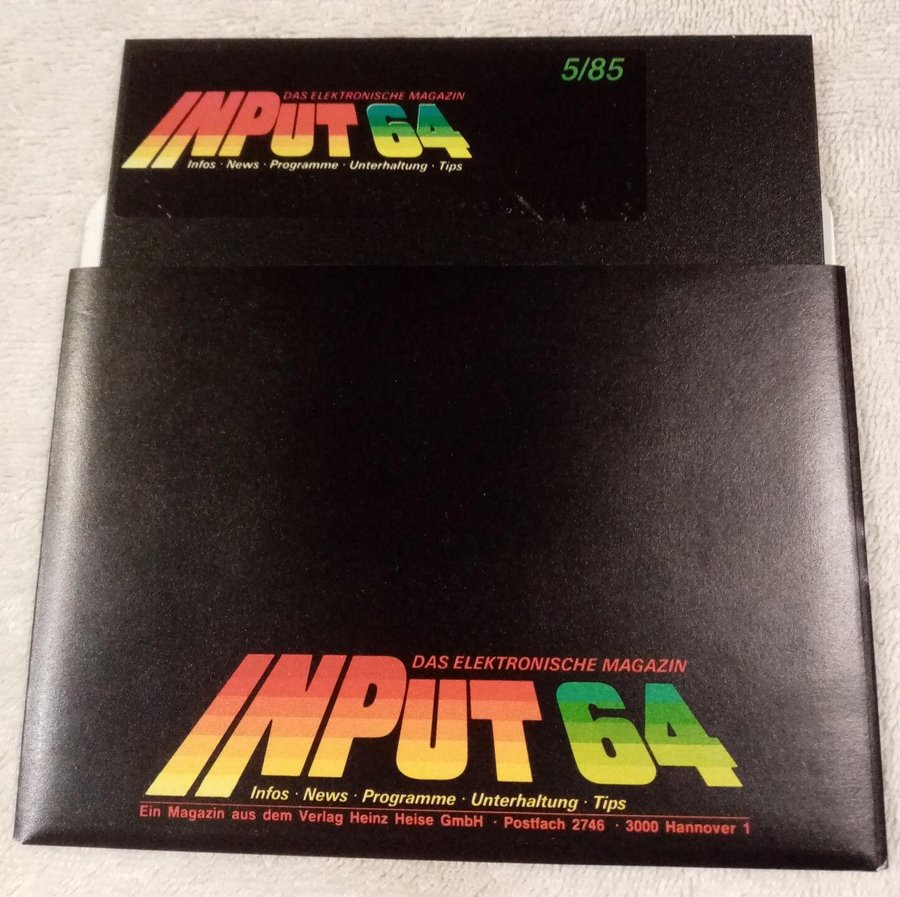 5/85
DAS ELEKTRONISCHE MAGAZIN
INPUT 64
Infos · News · Programme · Unterhaltung · Tips
DAS ELEKTRONISCHE MAGAZIN
INPUT 64
Infos · News · Programme · Unterhaltung · Tips
Ein Magazin aus dem Verlag Heinz Heise GmbH · Postfach 2746 · 3000 Hannover 1